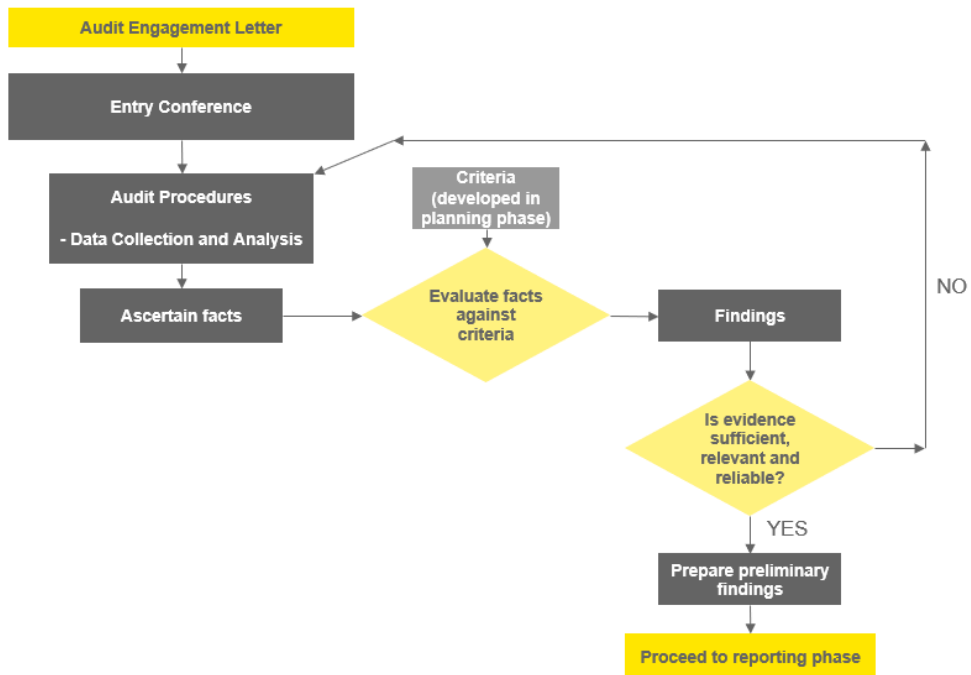 Audit Engagement Letter
Entry Conference
Audit Procedures
- Data Collection and Analysis
Ascertain facts
Criteria
(developed in
planning phase)
Evaluate facts
against
criteria
Findings
NO
Is evidence
sufficient,
relevant and
reliable?
YES
Prepare preliminary
findings
Proceed to reporting phase